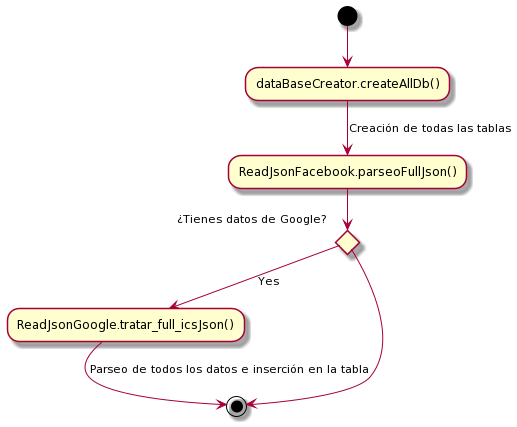 dataBaseCreator.createAllDb()
Creación de todas las tablas
ReadJsonFacebook.parseoFullJson()
¿Tienes datos de Google?
Yes
ReadJsonGoogle.tratar_full_icsJson()
Parseo de todos los datos e inserción en la tabla